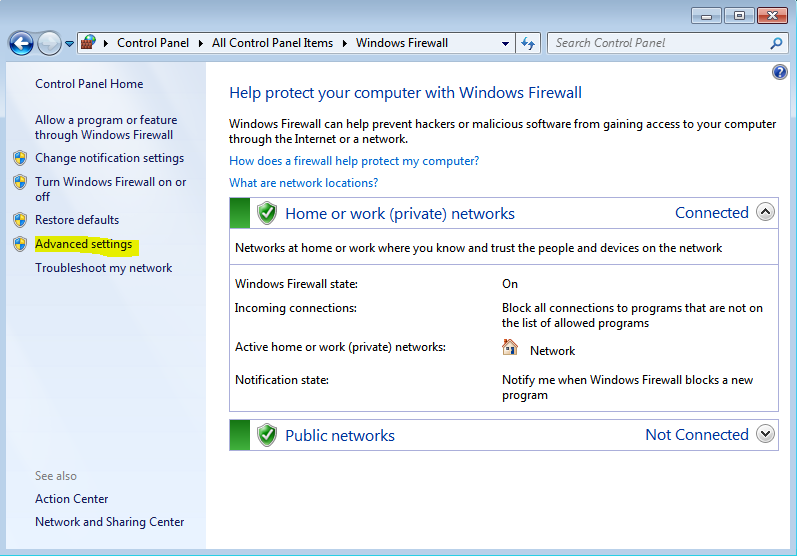 Control Panel
All Control Panel Items
Windows Firewall
Search Control Panel
Control Panel Home
Allow a program or feature
through Windows Firewall
Change notification settings
Turn Windows Firewall on or
off
Restore defaults
Advanced settings
Troubleshoot my network
See also
Action Center
Network and Sharing Center
Help protect your computer with Windows Firewall
Windows Firewall can help prevent hackers or malicious software from gaining access to your computer
through the Internet or a network.
How does a firewall help protect my computer?
What are network locations?
Home or work (private) networks Connected
Networks at home or work where you know and trust the people and devices on the network
Windows Firewall state: On
Incoming connections: Block all connections to programs that are not on
the list of allowed programs
Active home or work (private) networks: Network
Notification state: Notify me when Windows Firewall blocks a new
program
Public networks Not Connected